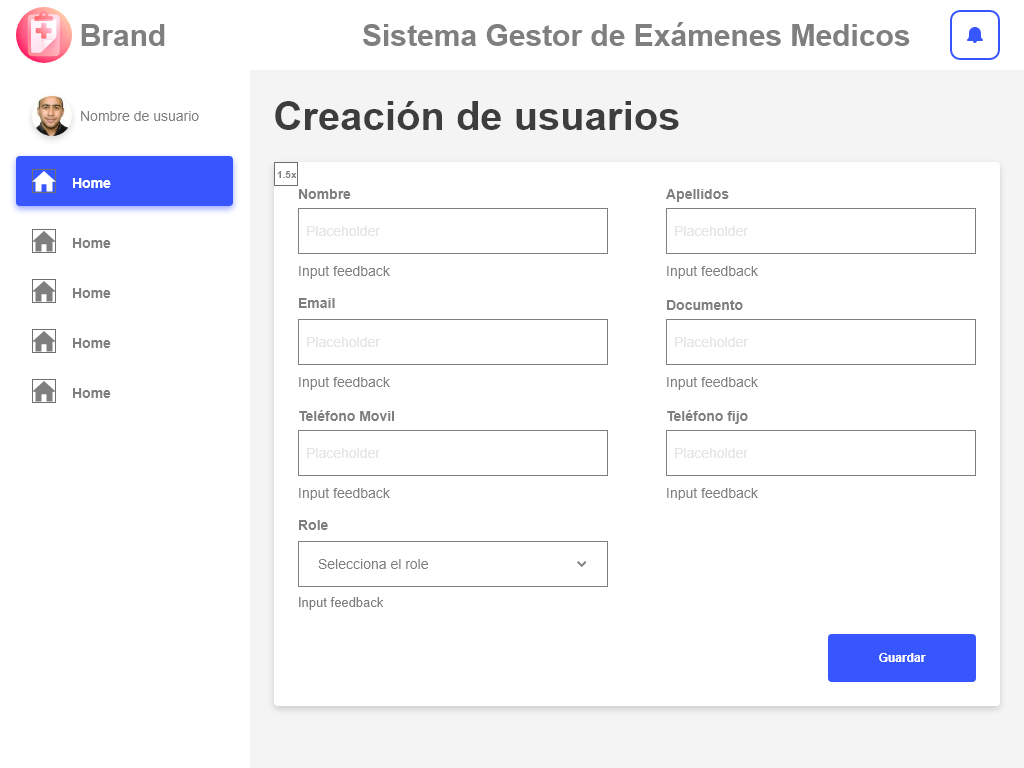 Brand
Sistema Gestor de Exámenes Medicos
Nombre de usuario
Home
Home
Home
Home
Home
Creación de usuarios
1.5x
Nombre
Apellidos
Placeholder
Placeholder
Input feedback
Input feedback
Email
Documento
Placeholder
Placeholder
Input feedback
Input feedback
Teléfono Movil
Teléfono fijo
Placeholder
Placeholder
Input feedback
Input feedback
Role
Selecciona el role
Input feedback
Guardar